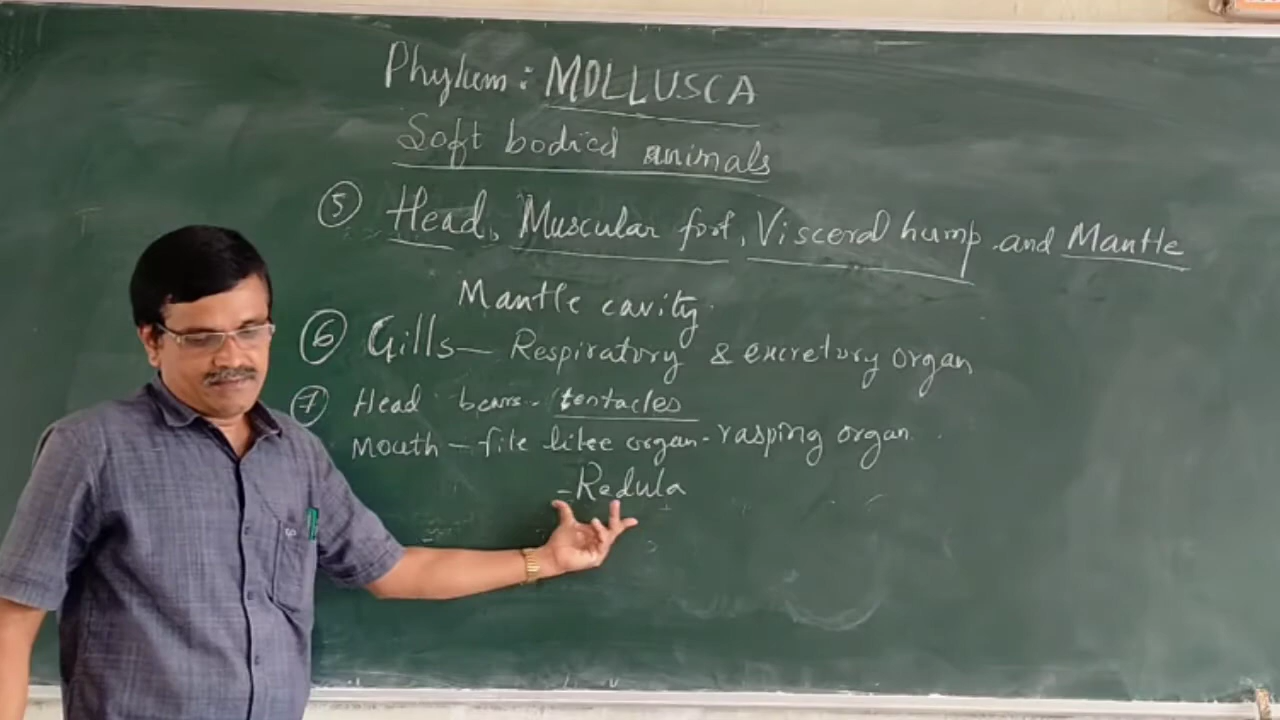 Phylum: MOLLUSCA
Soft bodied animals
⑤ Head, Muscular foot, Visceral hump and Mantle
Mantle cavity.
⑥ Gills— Respiratory & excretory organ
⑦ Head bears- tentacles
Mouth — file like organ - rasping organ.
- Redula